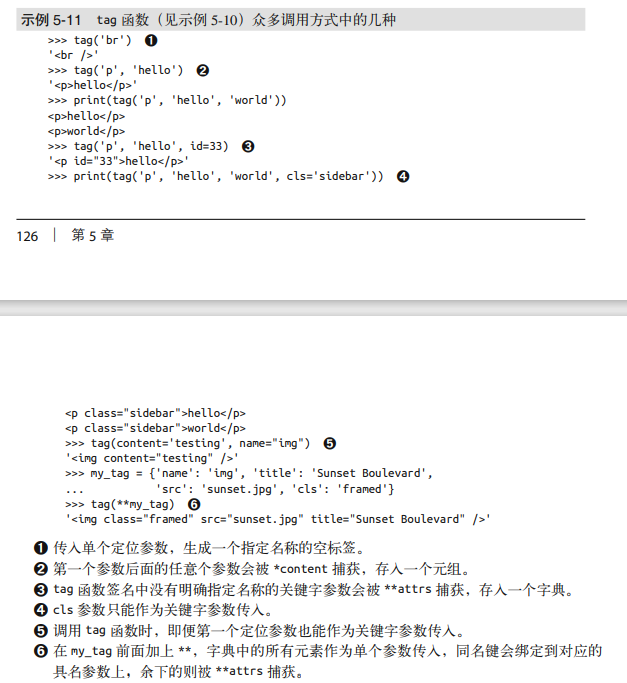 示例 5-11 tag 函数（见示例 5-10）众多调用方式中的几种
>>> tag('br') ❶
'<br />'
>>> tag('p', 'hello') ❷
'<p>hello</p>'
>>> print(tag('p', 'hello', 'world'))
<p>hello</p>
<p>world</p>
>>> tag('p', 'hello', id=33) ❸
'<p id="33">hello</p>'
>>> print(tag('p', 'hello', 'world', cls='sidebar')) ❹
126 | 第 5 章
<p class="sidebar">hello</p>
<p class="sidebar">world</p>
>>> tag(content='testing', name="img") ❺
'<img content="testing" />'
>>> my_tag = {'name': 'img', 'title': 'Sunset Boulevard',
... 'src': 'sunset.jpg', 'cls': 'framed'}
>>> tag(**my_tag) ❻
'<img class="framed" src="sunset.jpg" title="Sunset Boulevard" />'
❶ 传入单个定位参数，生成一个指定名称的空标签。
❷ 第一个参数后面的任意个参数会被 *content 捕获，存入一个元组。
❸ tag 函数签名中没有明确指定名称的关键字参数会被 **attrs 捕获，存入一个字典。
❹ cls 参数只能作为关键字参数传入。
❺ 调用 tag 函数时，即便第一个定位参数也能作为关键字参数传入。
❻ 在 my_tag 前面加上 **，字典中的所有元素作为单个参数传入，同名键会绑定到对应的
具名参数上，余下的则被 **attrs 捕获。